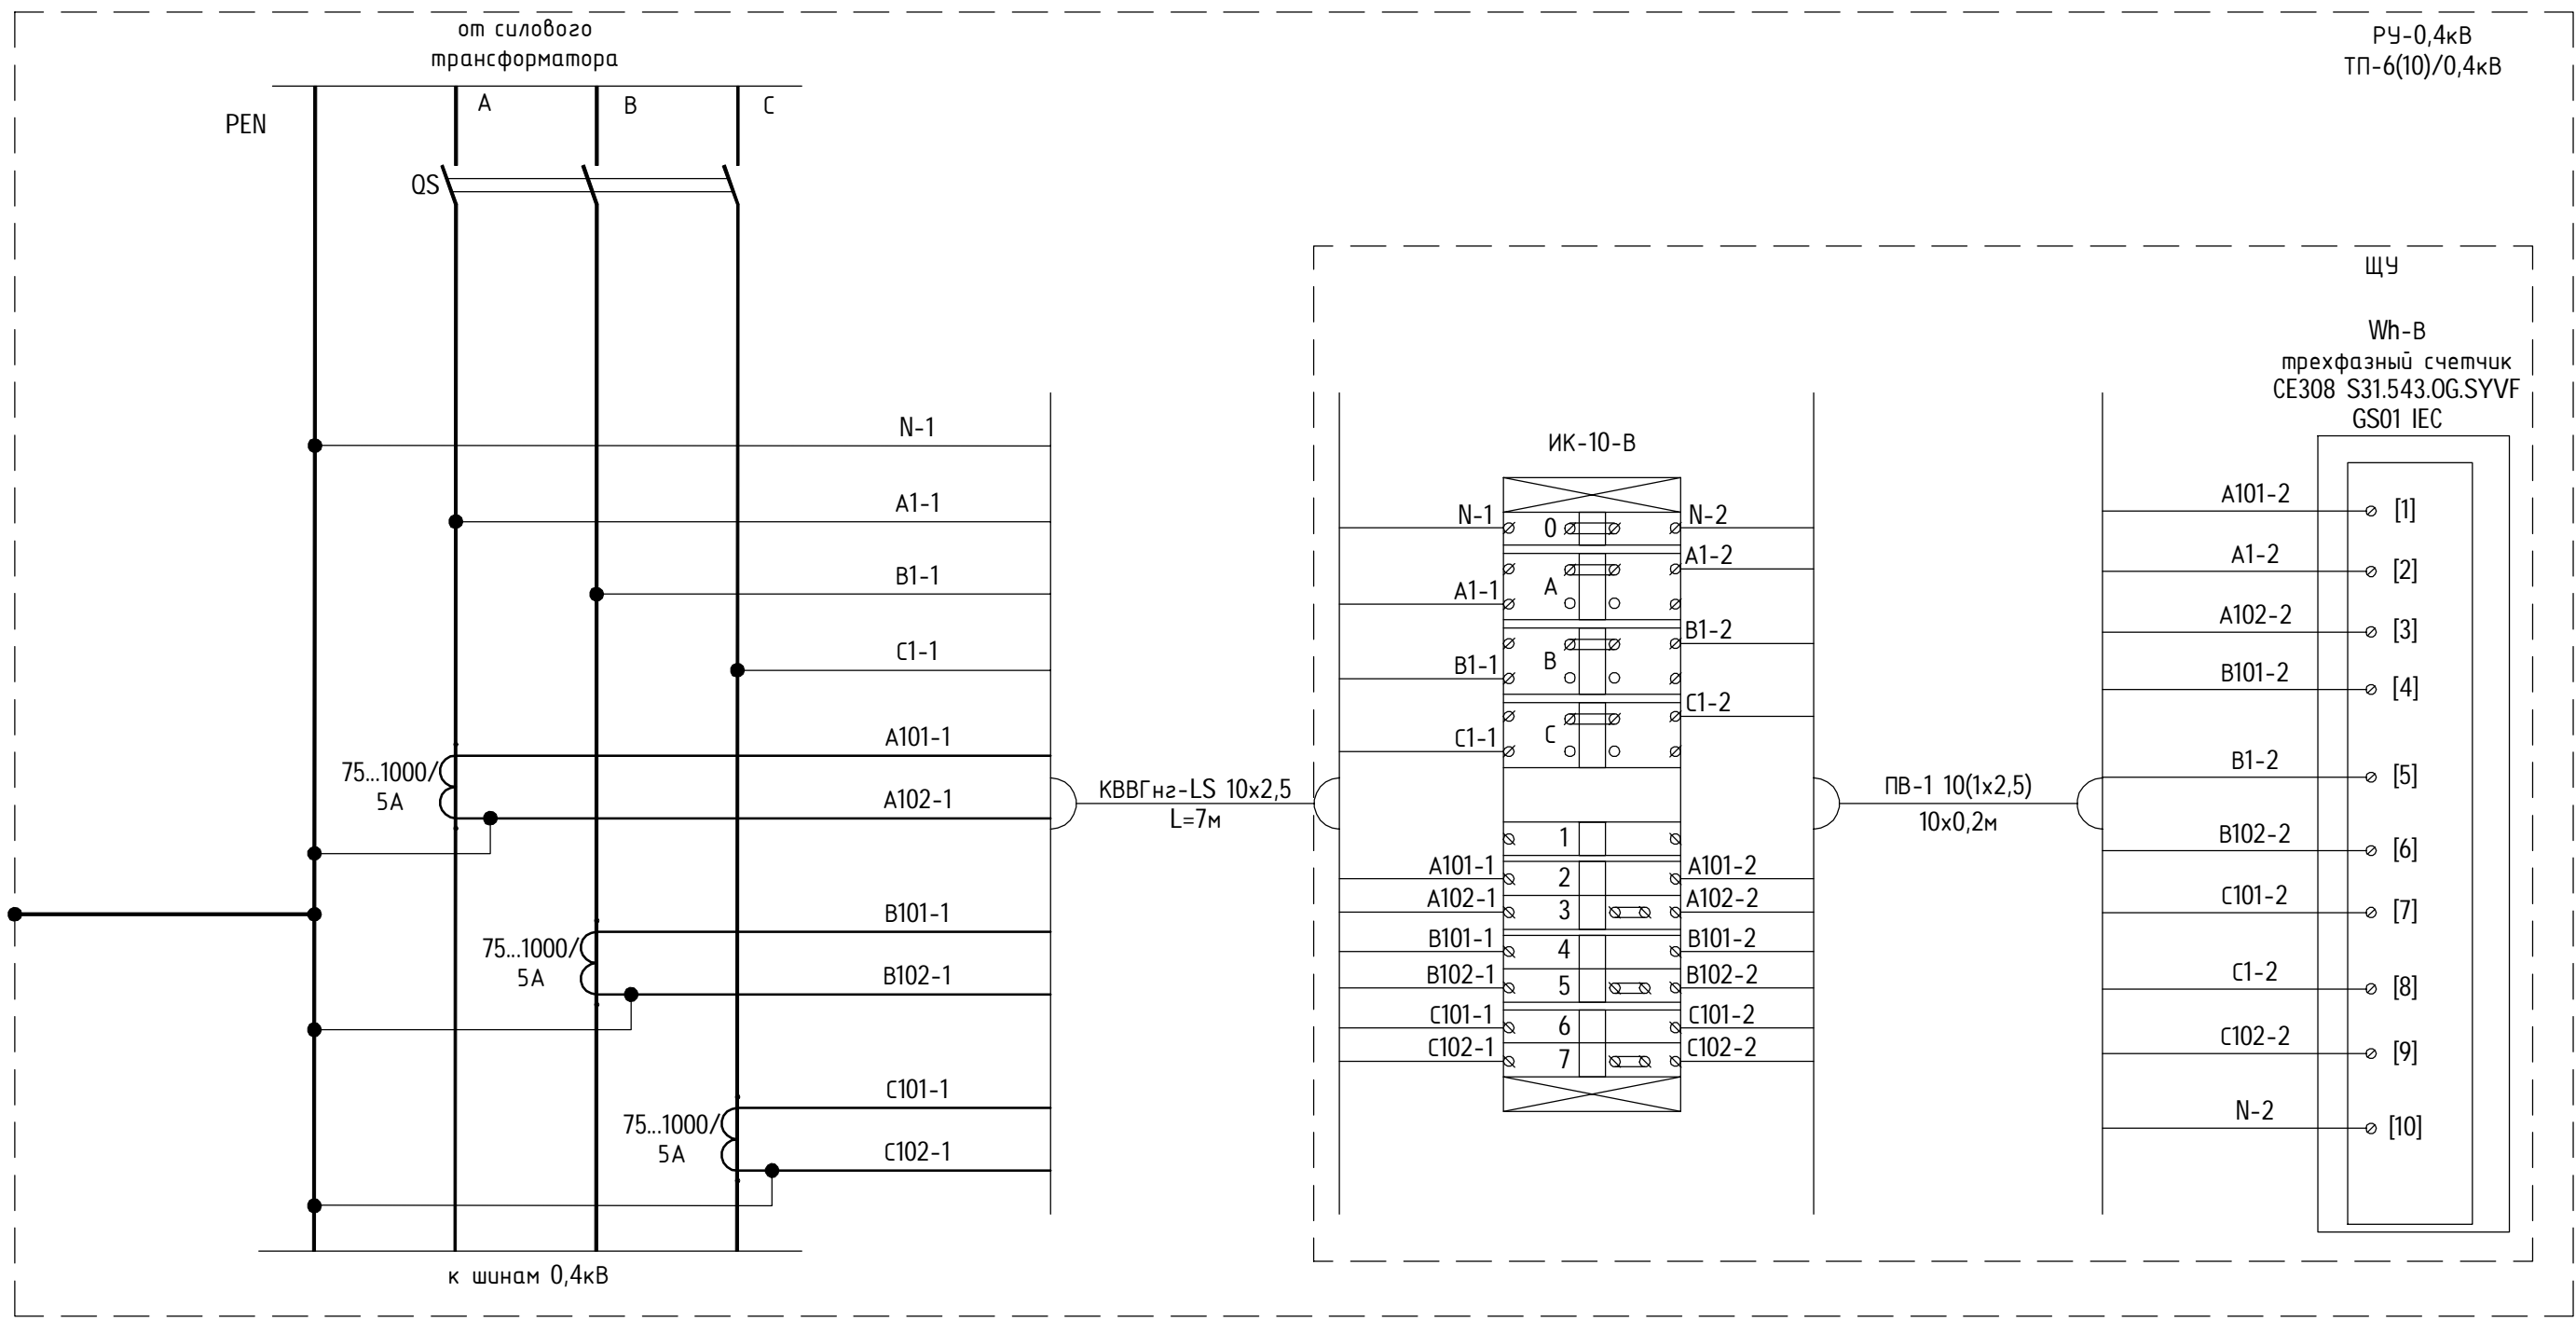 от силового
трансформатора
РУ-0,4кВ
ТП-6(10)/0,4кВ
PEN
A
B
C
QS
ЩУ
Wh-B
трехфазный счетчик
CE308 S31.543.OG.SYVF
GS01 IEC
N-1
A1-1
B1-1
C1-1
A101-1
75...1000/
5А
A102-1
B101-1
75...1000/
5А
B102-1
C101-1
75...1000/
5А
C102-1
к шинам 0,4кВ
КВВГнг-LS 10х2,5
L=7м
ИК-10-В
N-1
0
N-2
A1-2
A1-1
A
B1-2
B1-1
B
C1-2
C1-1
C
1
A101-1
2
A101-2
A102-1
3
A102-2
B101-1
4
B101-2
B102-1
5
B102-2
C101-1
6
C101-2
C102-1
7
C102-2
ПВ-1 10(1х2,5)
10х0,2м
A101-2
[1]
A1-2
[2]
A102-2
[3]
B101-2
[4]
B1-2
[5]
B102-2
[6]
C101-2
[7]
C1-2
[8]
C102-2
[9]
N-2
[10]